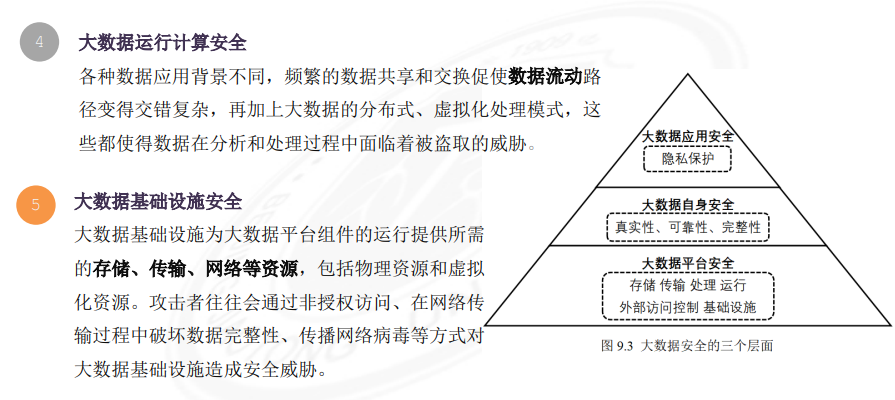 4
大数据运行计算安全
各种数据应用背景不同，频繁的数据共享和交换促使数据流动路
径变得交错复杂，再加上大数据的分布式、虚拟化处理模式，这
些都使得数据在分析和处理过程中面临着被盗取的威胁。
5
大数据基础设施安全
大数据基础设施为大数据平台组件的运行提供所需
的存储、传输、网络等资源，包括物理资源和虚拟
化资源。攻击者往往会通过非授权访问、在网络传
输过程中破坏数据完整性、传播网络病毒等方式对
大数据基础设施造成安全威胁。
大数据应用安全
隐私保护
大数据自身安全
真实性、可靠性、完整性
大数据平台安全
存储 传输 处理 运行
外部访问控制 基础设施
图 9.3 大数据安全的三个层面